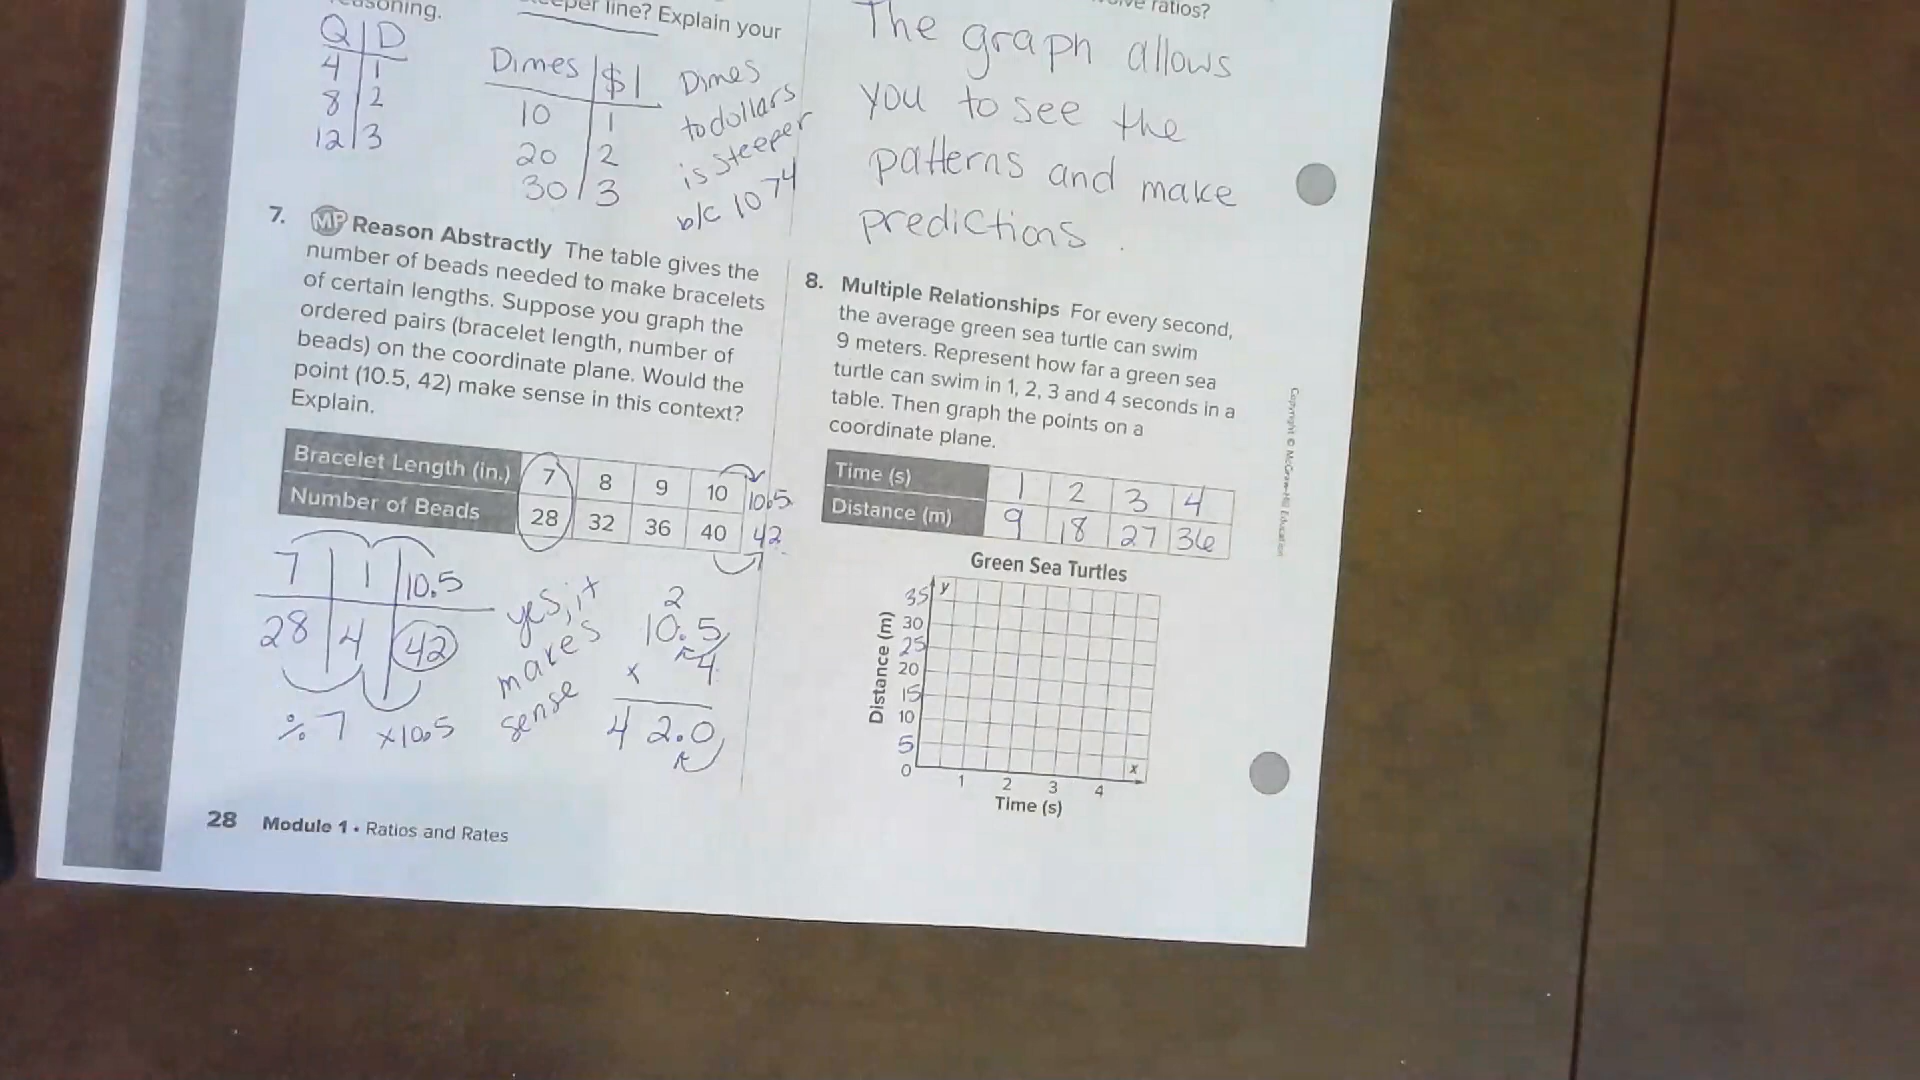 steeper line? Explain your
ratios?
Q D
4 1
8 2
12 3
Dimes $1
10 1
20 2
30 3
Dimes
to dollars
is steeper
b/c 10 74
The graph allows
you to see the
patterns and make
predictions.
7. MP Reason Abstractly The table gives the
number of beads needed to make bracelets
of certain lengths. Suppose you graph the
ordered pairs (bracelet length, number of
beads) on the coordinate plane. Would the
point (10.5, 42) make sense in this context?
Explain.
Bracelet Length (in.) 7 8 9 10 10.5
Number of Beads 28 32 36 40 42
7 1 10.5
28 4 42
÷7 ×10.5
yes, it
makes
sense
2
10.5
× 4
42.0
8. Multiple Relationships For every second,
the average green sea turtle can swim
9 meters. Represent how far a green sea
turtle can swim in 1, 2, 3 and 4 seconds in a
table. Then graph the points on a
coordinate plane.
Time (s) 1 2 3 4
Distance (m) 9 18 27 36
Green Sea Turtles
Distance (m)
y
35
30
25
20
15
10
5
0
1 2 3 4
x
Time (s)
Copyright © McGraw-Hill Education
28 Module 1 • Ratios and Rates